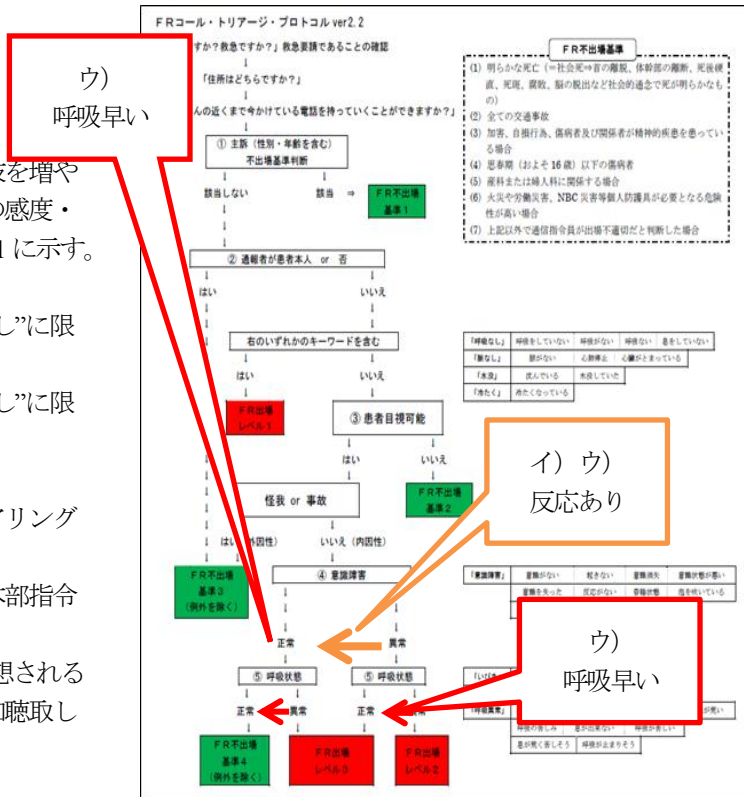 FRコール・トリアージ・プロトコル ver2.2
すか?救急ですか?」救急要請であることの確認
↓
「住所はどちらですか?」
↓
んの近くまで今かけている電話を持っていくことができますか?」
① 主訴(性別・年齢を含む)
不出場基準判断
該当しない 該当 ⇒
FR不出場
基準1
② 通報者が患者本人 or 否
はい いいえ
右のいずれかのキーワードを含む
はい いいえ
FR出場
レベル1
③ 患者目視可能
はい いいえ
FR不出場
基準2
怪我 or 事故
はい 外因性) いいえ(内因性)
FR不出場
基準3
(例外を除く)
④ 意識障害
正常 異常
⑤ 呼吸状態 ⑤ 呼吸状態
正常 異常 正常 常
FR不出場
基準4
(例外を除く)
FR出場
レベル3
FR出場
レベル2
FR不出場基準
(1) 明らかな死亡(=社会死⇒首の離脱、体幹部の離断、死後硬
直、死斑、腐敗、脳の脱出など社会的通念で死が明らかなも
の)
(2) 全ての交通事故
(3) 加害、自損行為、傷病者及び関係者が精神的疾患を患ってい
る場合
(4) 思春期(およそ16歳)以下の傷病者
(5) 産科または婦人科に関係する場合
(6) 火災や労働災害、NBC災害等個人防護具が必要となる危険
性が高い場合
(7) 上記以外で通信指令員が出場不適切だと判断した場合
「呼吸なし」 呼吸をしていない 呼吸がない 呼吸ない 息をしていない
「脈なし」 脈がない 心肺停止 心臓がとまっている
「水没」 沈んでいる 水没していた
「冷たく」 冷たくなっている
「意識障害」 意識がない 起きない 意識消失 意識状態が悪い
意識を失った 反応がない 昏睡状態 泡を吹いている
「いびき
「呼吸異常」
呼吸の苦しみ 息が出来ない 呼吸が苦しい
息が荒く苦しそう 呼吸が止まりそう
ウ)
呼吸早い
イ) ウ)
反応あり
ウ)
呼吸早い
を増や
の感度・
1に示す。
し”に限
し”に限
アリング
本部指令
想される
聴取し